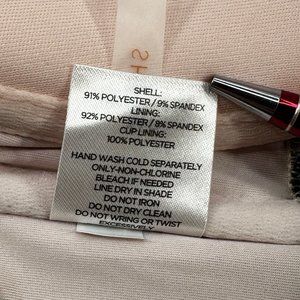 S
SHELL:
91% POLYESTER / 9% SPANDEX
LINING:
92% POLYESTER / 8% SPANDEX
CUP LINING:
100% POLYESTER
HAND WASH COLD SEPARATELY
ONLY-NON-CHLORINE
BLEACH IF NEEDED
LINE DRY IN SHADE
DO NOT IRON
DO NOT DRY CLEAN
DO NOT WRING OR TWIST
EXCESSIVELY